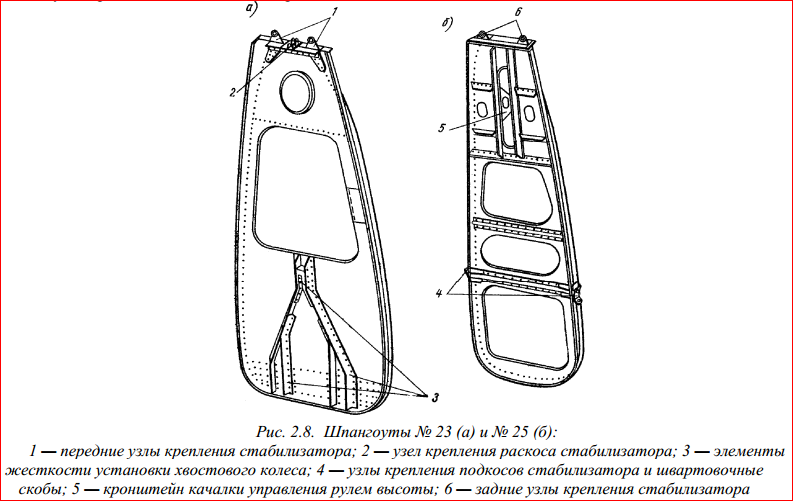 а)
1
б)
6
2
5
4
3
Рис. 2.8. Шпангоуты № 23 (а) и № 25 (б):
1 — передние узлы крепления стабилизатора; 2 — узел крепления раскоса стабилизатора; 3 — элементы
жесткости установки хвостового колеса; 4 — узлы крепления подкосов стабилизатора и швартовочные
скобы; 5 — кронштейн качалки управления рулем высоты; 6 — задние узлы крепления стабилизатора